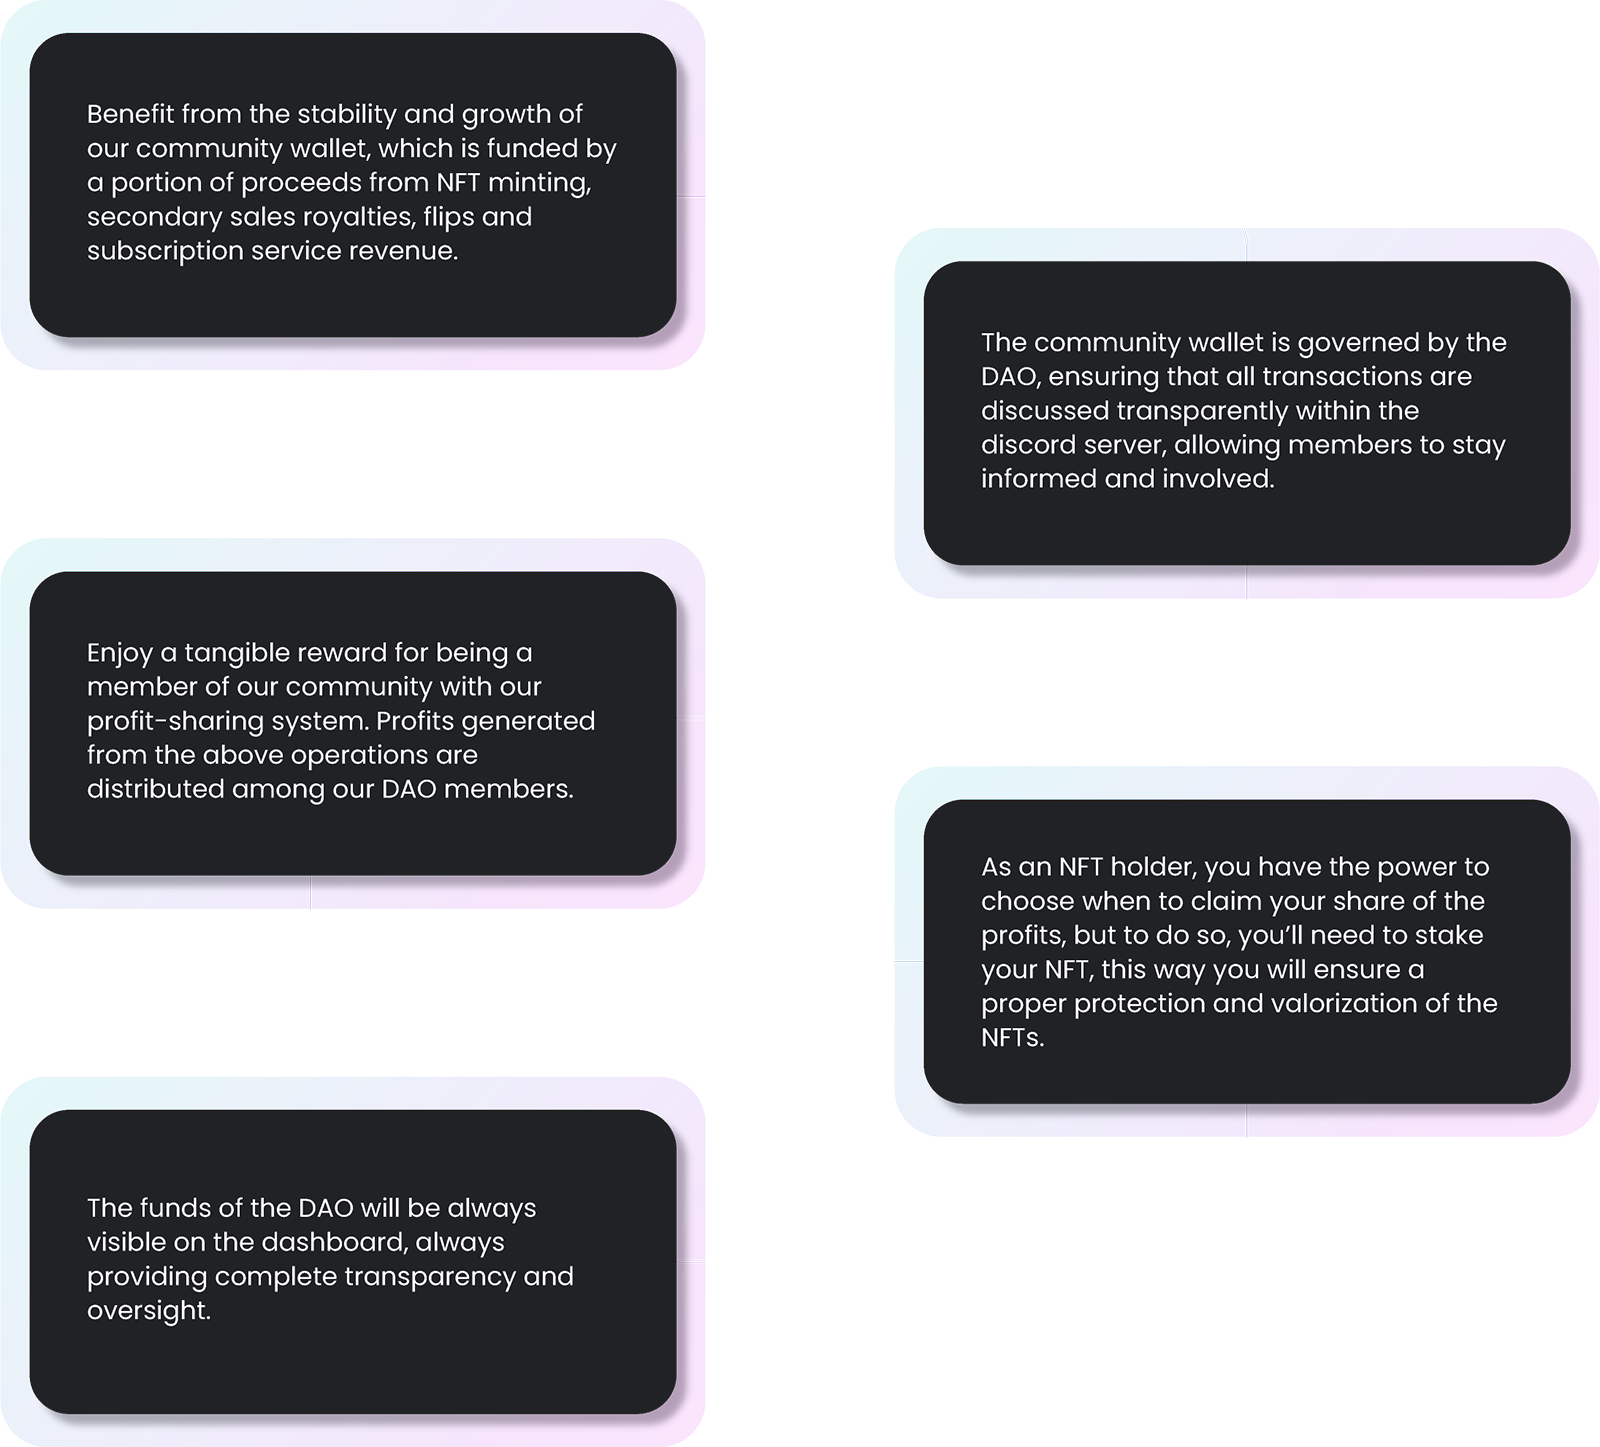 Benefit from the stability and growth of
our community wallet, which is funded by
a portion of proceeds from NFT minting,
secondary sales royalties, flips and
subscription service revenue.
The community wallet is governed by the
DAO, ensuring that all transactions are
discussed transparently within the
discord server, allowing members to stay
informed and involved.
Enjoy a tangible reward for being a
member of our community with our
profit-sharing system. Profits generated
from the above operations are
distributed among our DAO members.
As an NFT holder, you have the power to
choose when to claim your share of the
profits, but to do so, you’ll need to stake
your NFT, this way you will ensure a
proper protection and valorization of the
NFTs.
The funds of the DAO will be always
visible on the dashboard, always
providing complete transparency and
oversight.